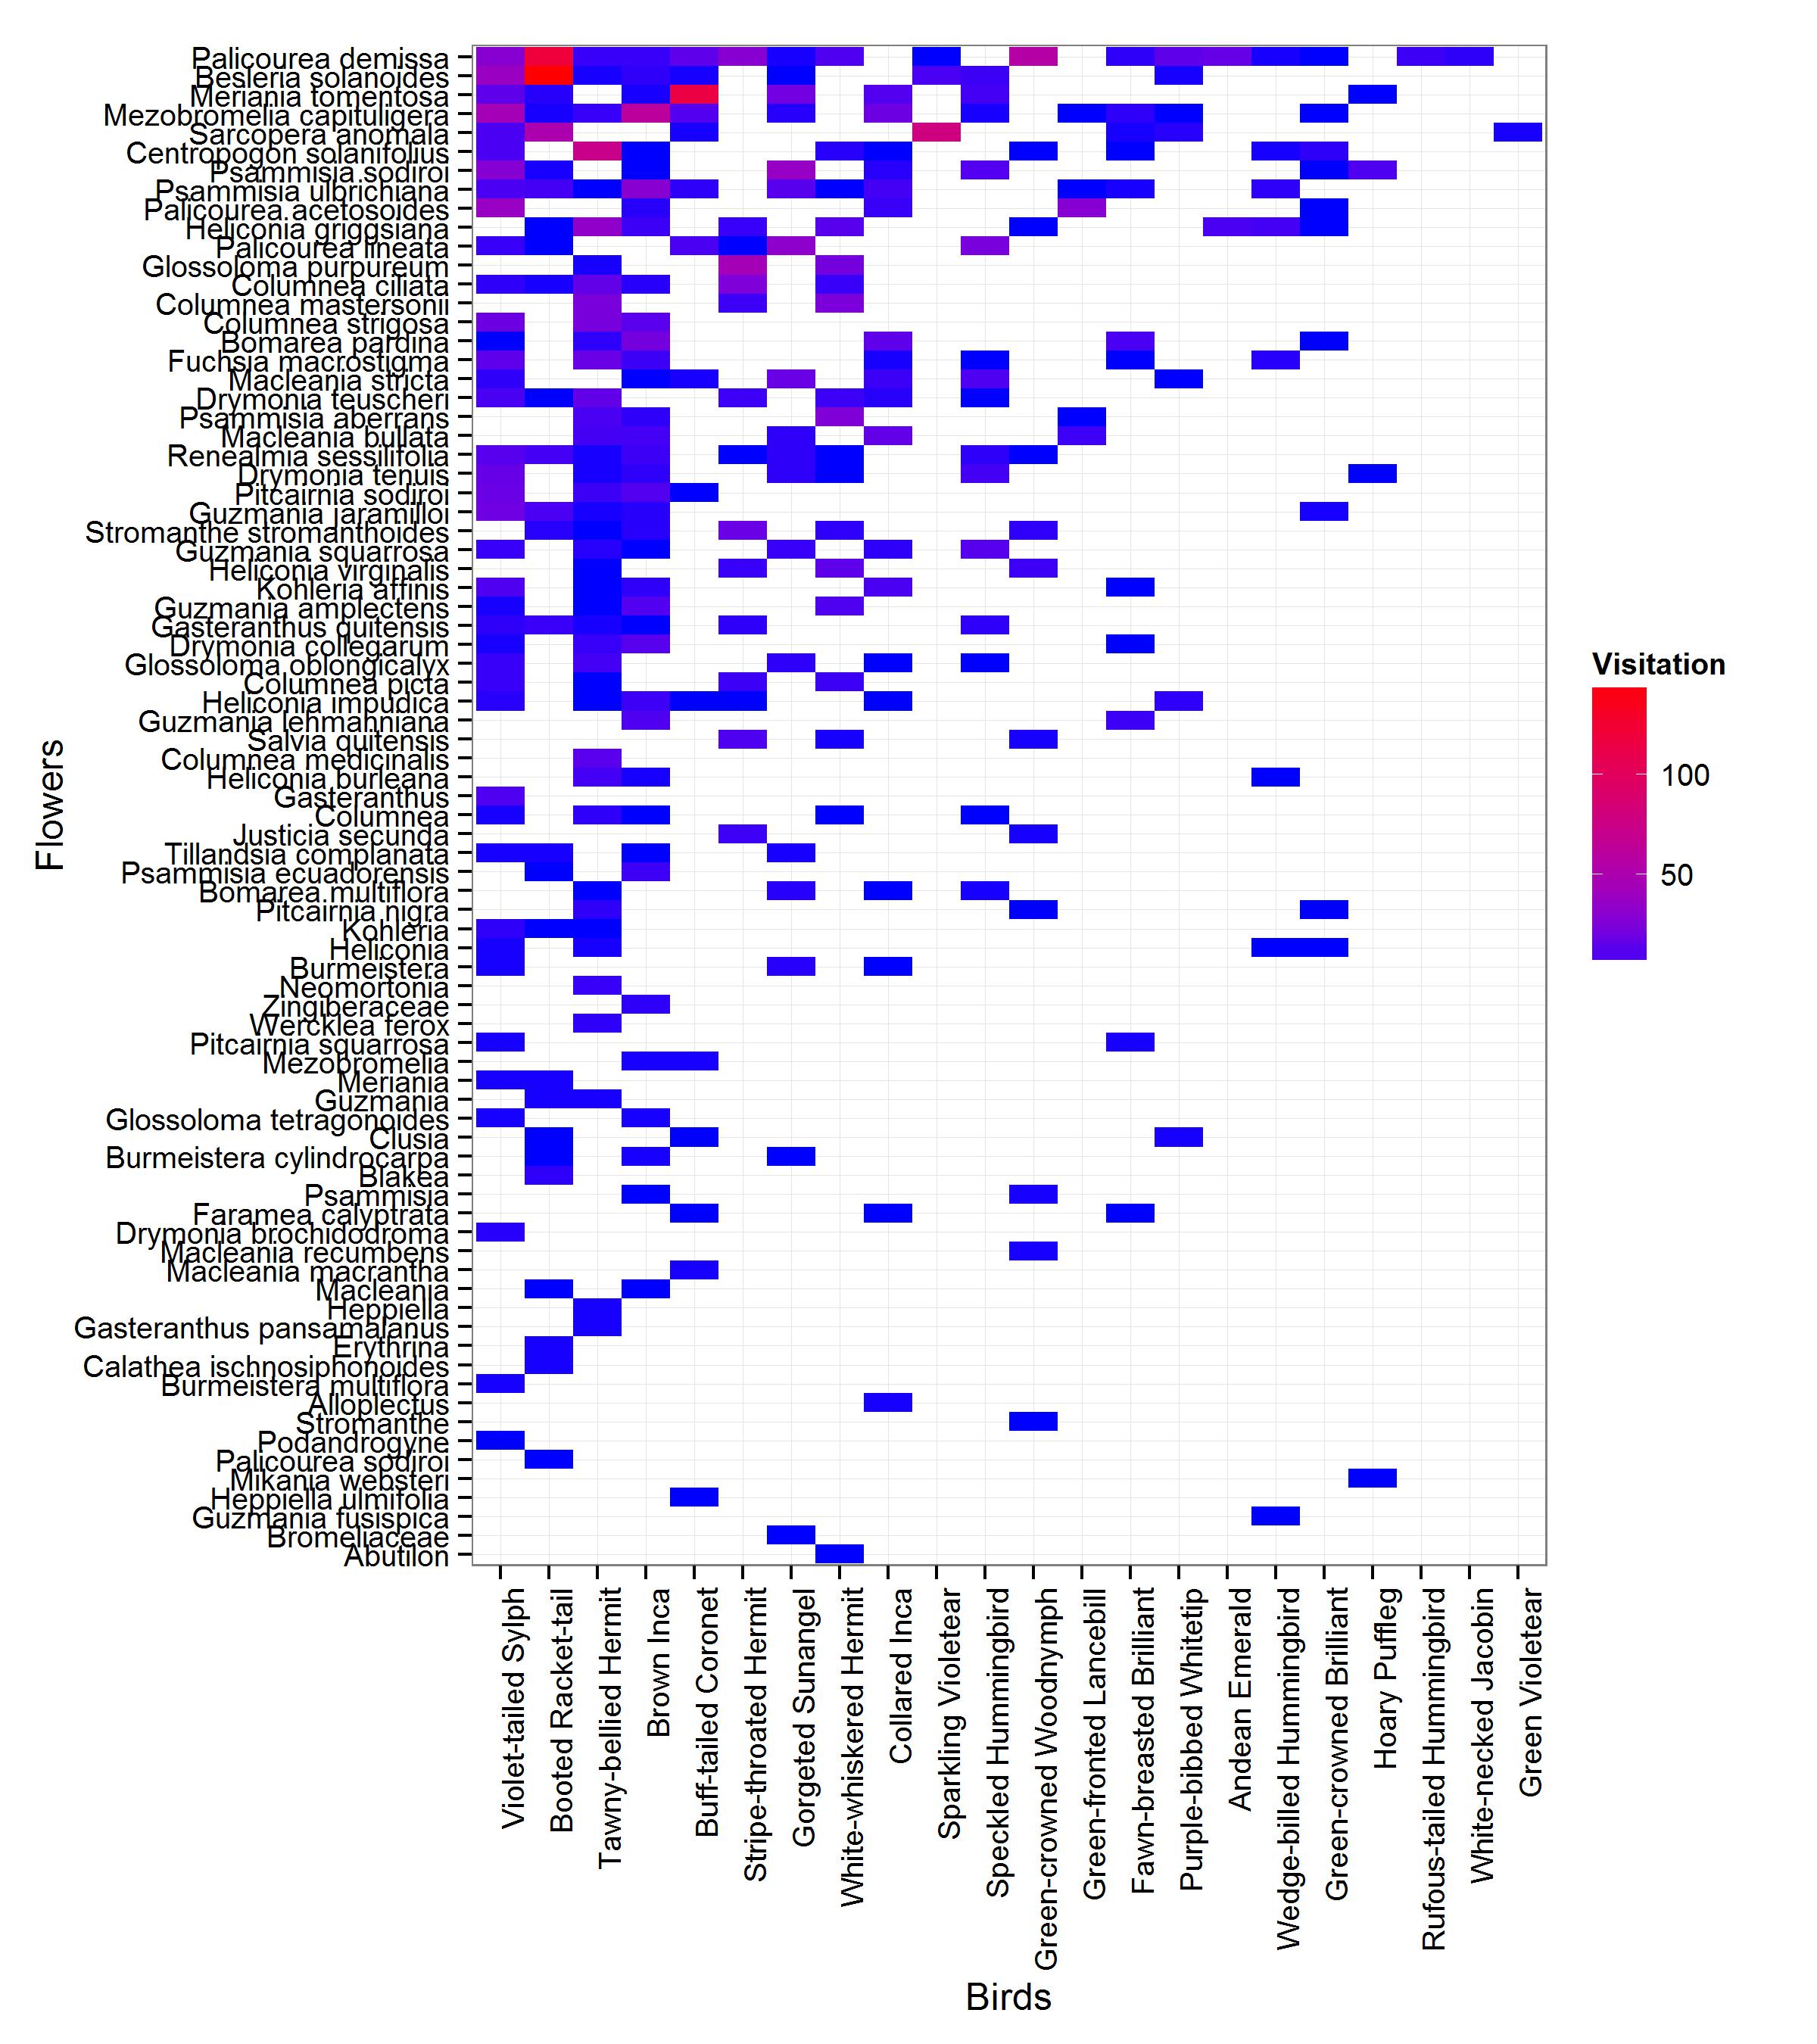 Palicourea demissa
Besleria solanoides
Meriania tomentosa
Mezobromelia capituligera
Sarcopera anomala
Centropogon solanifolius
Psammisia sodiroi
Psammisia ulbrichiana
Palicourea acetosoides
Heliconia griggsiana
Palicourea lineata
Glossoloma purpureum
Columnea ciliata
Columnea mastersonii
Columnea strigosa
Bomarea pardina
Fuchsia macrostigma
Macleania stricta
Drymonia teuscheri
Psammisia aberrans
Macleania bullata
Renealmia sessilifolia
Drymonia tenuis
Pitcairnia sodiroi
Guzmania jaramilloi
Stromanthe stromanthoides
Guzmania squarrosa
Heliconia virginalis
Kohleria affinis
Guzmania amplectens
Gasteranthus quitensis
Drymonia collegarum
Glossoloma oblongicalyx
Columnea picta
Heliconia impudica
Guzmania lehmanniana
Salvia quitensis
Columnea medicinalis
Heliconia burleana
Gasteranthus
Columnea
Justicia secunda
Tillandsia complanata
Psammisia ecuadorensis
Bomarea multiflora
Pitcairnia nigra
Kohleria
Heliconia
Burmeistera
Neomortonia
Zingiberaceae
Wercklea ferox
Pitcairnia squarrosa
Mezobromelia
Meriania
Guzmania
Glossoloma tetragonoides
Clusia
Burmeistera cylindrocarpa
Blakea
Psammisia
Faramea calyptrata
Drymonia brochidodroma
Macleania recumbens
Macleania macrantha
Macleania
Heppiella
Gasteranthus pansamalanus
Erythrina
Calathea ischnosiphonoides
Burmeistera multiflora
Alloplectus
Stromanthe
Podandrogyne
Palicourea sodiroi
Mikania websteri
Heppiella ulmifolia
Guzmania fusispica
Bromeliaceae
Abutilon
Flowers
Violet-tailed Sylph
Booted Racket-tail
Tawny-bellied Hermit
Brown Inca
Buff-tailed Coronet
Stripe-throated Hermit
Gorgeted Sunangel
White-whiskered Hermit
Collared Inca
Sparkling Violetear
Speckled Hummingbird
Green-crowned Woodnymph
Green-fronted Lancebill
Fawn-breasted Brilliant
Purple-bibbed Whitetip
Andean Emerald
Wedge-billed Hummingbird
Green-crowned Brilliant
Hoary Puffleg
Rufous-tailed Hummingbird
White-necked Jacobin
Green Violetear
Birds
Visitation
100
50